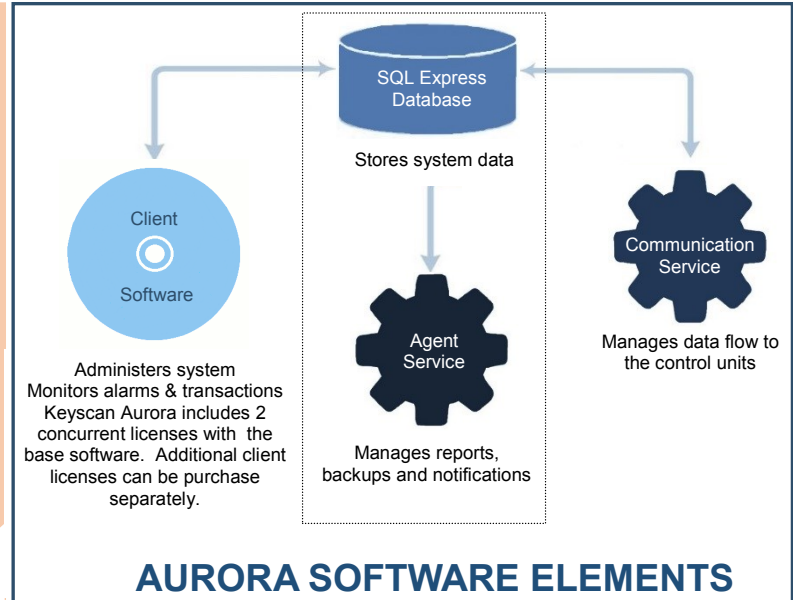 SQL Express
Database
Stores system data
Client
Software
Communication
Service
Agent
Service
Administers system
Monitors alarms & transactions
Keyscan Aurora includes 2
concurrent licenses with the
base software. Additional client
licenses can be purchase
separately.
Manages reports,
backups and notifications
Manages data flow to
the control units
AURORA SOFTWARE ELEMENTS